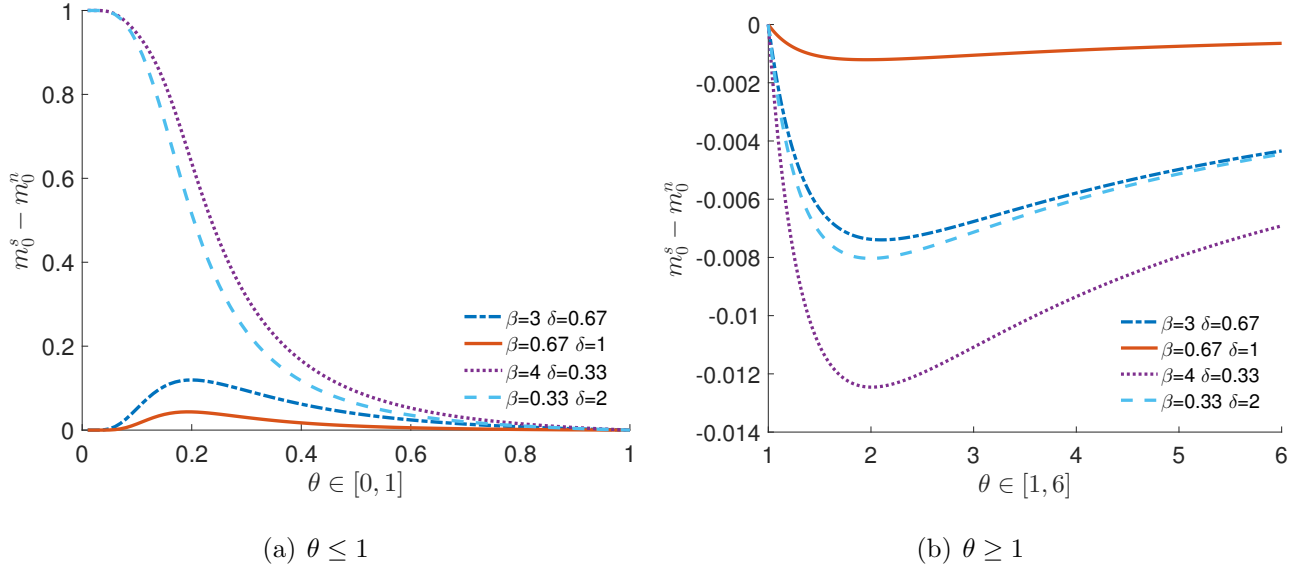 1
0.8
0.6
0.4
0.2
0
m_0^s − m_0^n
0 0.2 0.4 0.6 0.8 1
θ ∈ [0, 1]
β=3 δ=0.67
β=0.67 δ=1
β=4 δ=0.33
β=0.33 δ=2
(a) θ ≤ 1
0
-0.002
-0.004
-0.006
-0.008
-0.01
-0.012
-0.014
m_0^s − m_0^n
1 2 3 4 5 6
θ ∈ [1, 6]
β=3 δ=0.67
β=0.67 δ=1
β=4 δ=0.33
β=0.33 δ=2
(b) θ ≥ 1